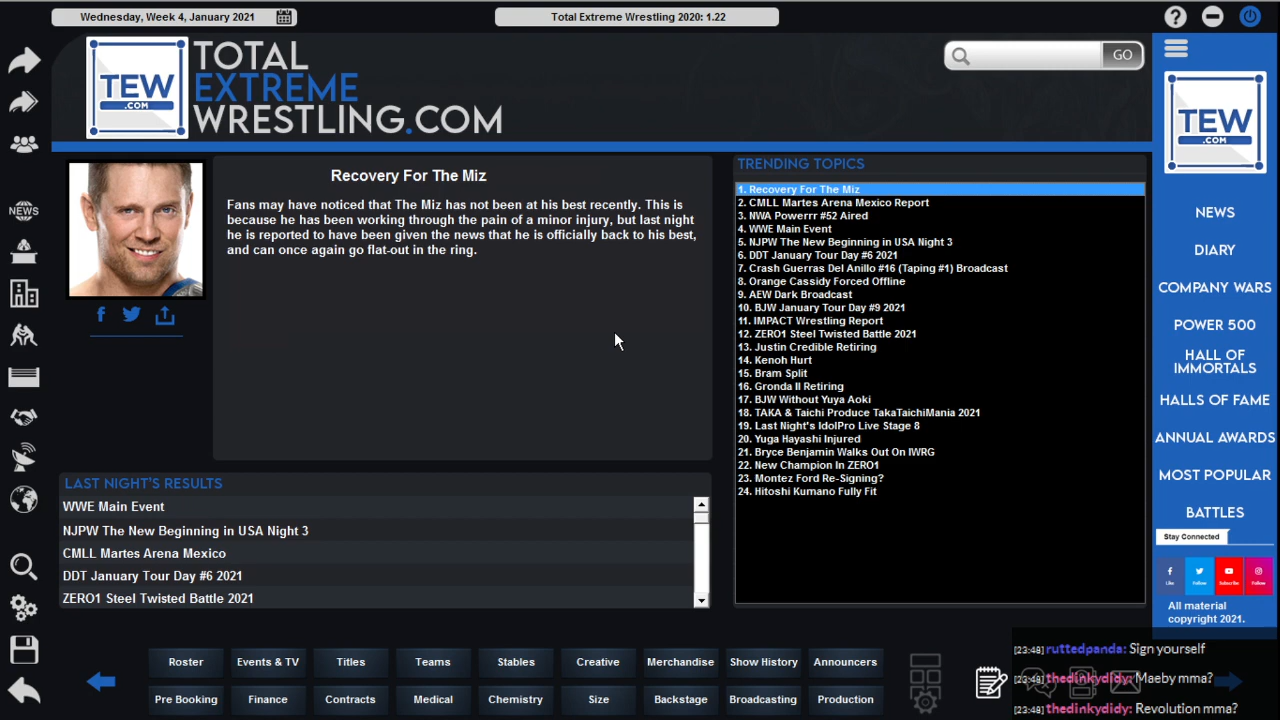 Wednesday, Week 4, January 2021
Total Extreme Wrestling 2020: 1.22
TEW
.COM
TOTAL
EXTREME
WRESTLING.COM
GO
TEW
.COM
Recovery For The Miz
Fans may have noticed that The Miz has not been at his best recently. This is
because he has been working through the pain of a minor injury, but last night
he is reported to have been given the news that he is officially back to his best,
and can once again go flat-out in the ring.
NEWS
TRENDING TOPICS
1. Recovery For The Miz
2. CMLL Martes Arena Mexico Report
3. NWA Powerrr #52 Aired
4. WWE Main Event
5. NJPW The New Beginning in USA Night 3
6. DDT January Tour Day #6 2021
7. Crash Guerras Del Anillo #16 (Taping #1) Broadcast
8. Orange Cassidy Forced Offline
9. AEW Dark Broadcast
10. BJW January Tour Day #9 2021
11. IMPACT Wrestling Report
12. ZERO1 Steel Twisted Battle 2021
13. Justin Credible Retiring
14. Kenoh Hurt
15. Bram Split
16. Gronda II Retiring
17. BJW Without Yuya Aoki
18. TAKA & Taichi Produce TakaTaichiMania 2021
19. Last Night's IdolPro Live Stage 8
20. Yuga Hayashi Injured
21. Bryce Benjamin Walks Out On IWRG
22. New Champion In ZERO1
23. Montez Ford Re-Signing?
24. Hitoshi Kumano Fully Fit
NEWS
DIARY
COMPANY WARS
POWER 500
HALL OF
IMMORTALS
HALLS OF FAME
ANNUAL AWARDS
MOST POPULAR
BATTLES
Stay Connected
Like
Follow
Subscribe
Follow
All material
copyright 2021.
LAST NIGHT'S RESULTS
WWE Main Event
NJPW The New Beginning in USA Night 3
CMLL Martes Arena Mexico
DDT January Tour Day #6 2021
ZERO1 Steel Twisted Battle 2021
Roster
Events & TV
Titles
Teams
Stables
Creative
Merchandise
Show History
Announcers
Pre Booking
Finance
Contracts
Medical
Chemistry
Size
Backstage
Broadcasting
Production
[23:48] ruttedpanda: Sign yourself
[23:48] thedinkydidy: Maeby mma?
[23:48] thedinkydidy: Revolution mma?